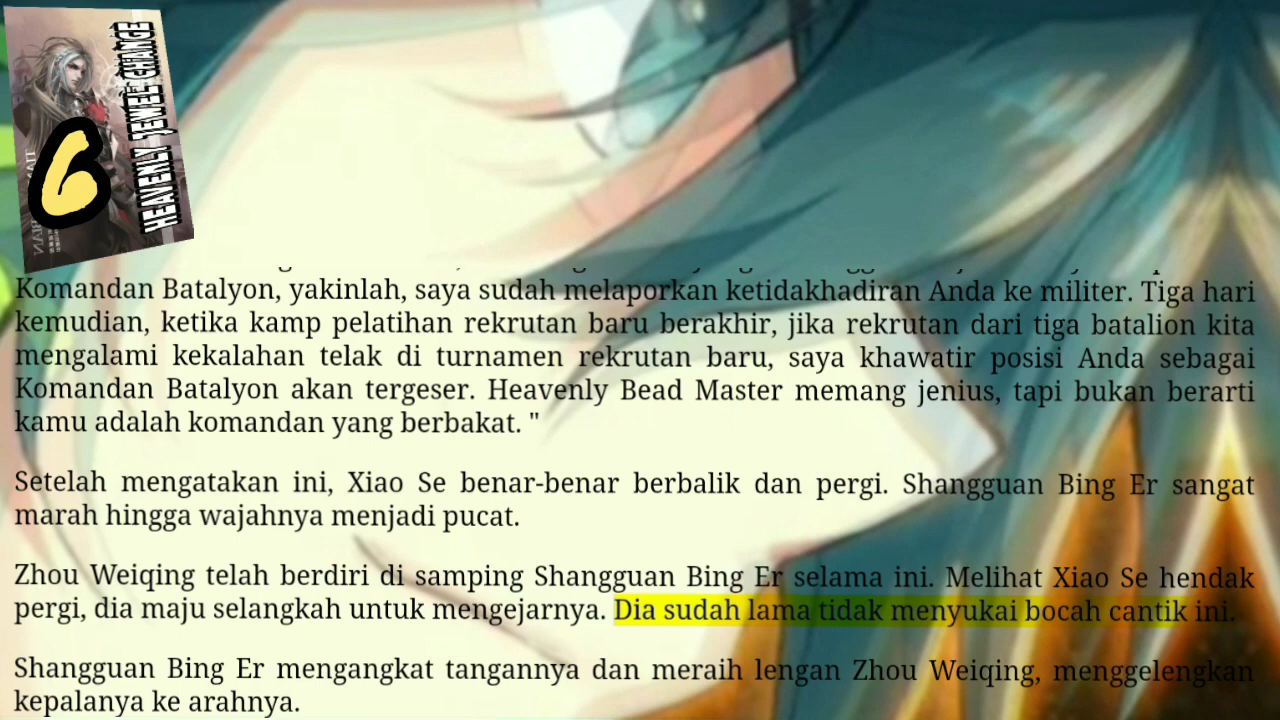 HEAVENLY JEWEL CHANGE
6
Komandan Batalyon, yakinlah, saya sudah melaporkan ketidakhadiran Anda ke militer. Tiga hari
kemudian, ketika kamp pelatihan rekrutan baru berakhir, jika rekrutan dari tiga batalion kita
mengalami kekalahan telak di turnamen rekrutan baru, saya khawatir posisi Anda sebagai
Komandan Batalyon akan tergeser. Heavenly Bead Master memang jenius, tapi bukan berarti
kamu adalah komandan yang berbakat. "
Setelah mengatakan ini, Xiao Se benar-benar berbalik dan pergi. Shangguan Bing Er sangat
marah hingga wajahnya menjadi pucat.
Zhou Weiqing telah berdiri di samping Shangguan Bing Er selama ini. Melihat Xiao Se hendak
pergi, dia maju selangkah untuk mengejarnya. Dia sudah lama tidak menyukai bocah cantik ini.
Shangguan Bing Er mengangkat tangannya dan meraih lengan Zhou Weiqing, menggelengkan
kepalanya ke arahnya.